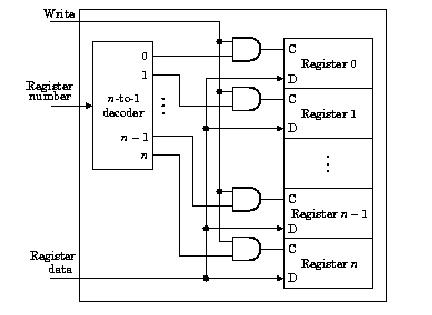 Write
0
C
Register 0
D
1
Register
number
n-to-1
decoder
C
Register 1
D
n − 1
n
C
Register n − 1
D
C
Register n
D
Register
data